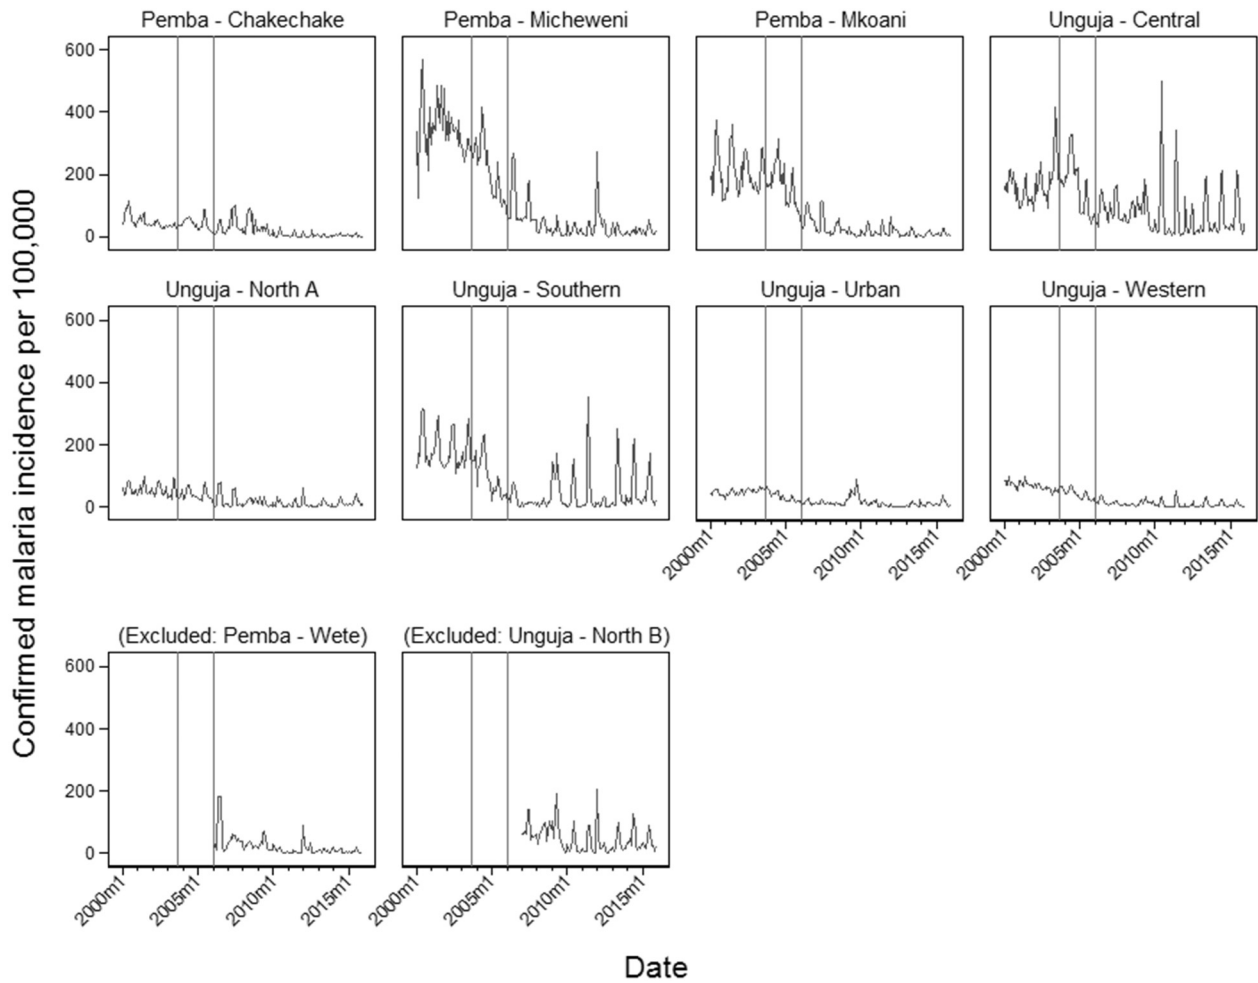 Pemba - Chakechake
Pemba - Micheweni
Pemba - Mkoani
Unguja - Central
600
400
200
0
Unguja - North A
Unguja - Southern
Unguja - Urban
Unguja - Western
600
400
200
0
2000m1
2005m1
2010m1
2015m1
2000m1
2005m1
2010m1
2015m1
(Excluded: Pemba - Wete)
(Excluded: Unguja - North B)
600
400
200
0
2000m1
2005m1
2010m1
2015m1
2000m1
2005m1
2010m1
2015m1
Confirmed malaria incidence per 100,000
Date